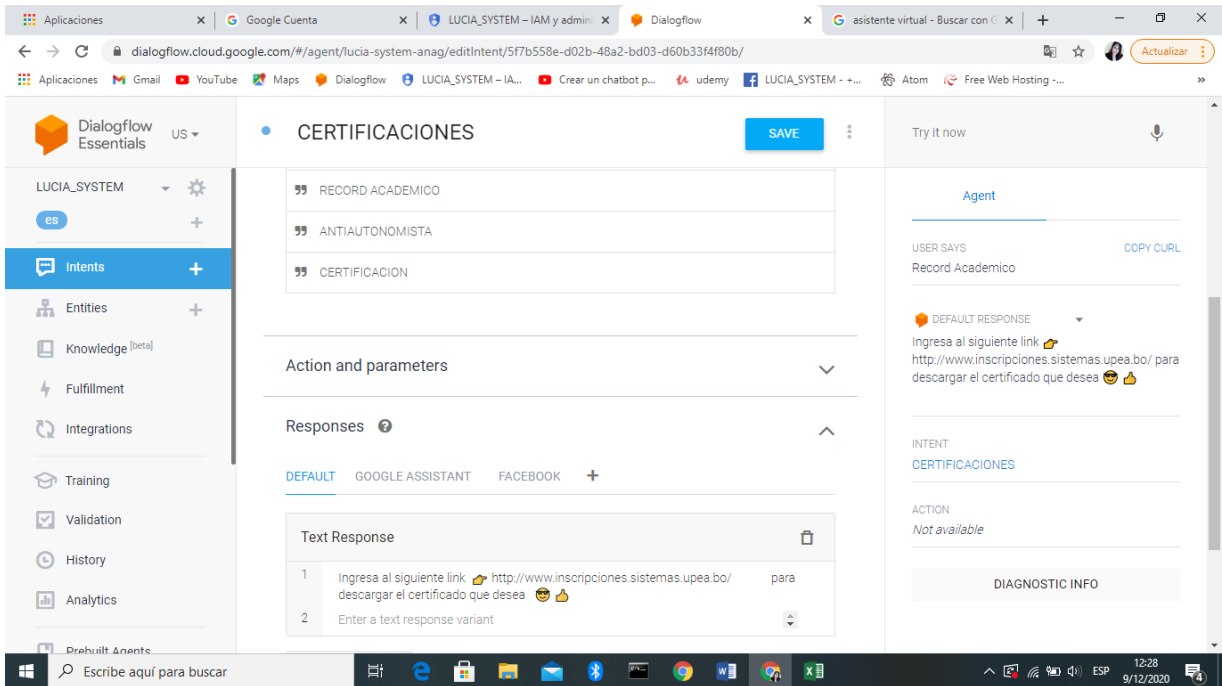 Aplicaciones
Google Cuenta
LUCIA_SYSTEM – IAM y admini
Dialogflow
asistente virtual - Buscar con G
dialogflow.cloud.google.com/#/agent/lucia-system-anag/editIntent/5f7b558e-d02b-48a2-bd03-d60b33f4f80b/
Actualizar
Aplicaciones
Gmail
YouTube
Maps
Dialogflow
LUCIA_SYSTEM – IA...
Crear un chatbot p...
udemy
LUCIA_SYSTEM - +...
Atom
Free Web Hosting -...
»
Dialogflow
Essentials
US
CERTIFICACIONES
SAVE
Try it now
LUCIA_SYSTEM
es
Intents
Entities
Knowledge [beta]
Fulfillment
Integrations
Training
Validation
History
Analytics
Prebuilt Agents
RECORD ACADEMICO
ANTIAUTONOMISTA
CERTIFICACION
Action and parameters
Responses
DEFAULT
GOOGLE ASSISTANT
FACEBOOK
Text Response
1 Ingresa al siguiente link 👉 http://www.inscripciones.sistemas.upea.bo/ para
descargar el certificado que desea 😎 👍
2 Enter a text response variant
Agent
USER SAYS
COPY CURL
Record Academico
DEFAULT RESPONSE
Ingresa al siguiente link 👉
http://www.inscripciones.sistemas.upea.bo/ para
descargar el certificado que desea 😎 👍
INTENT
CERTIFICACIONES
ACTION
Not available
DIAGNOSTIC INFO
Escribe aquí para buscar
ESP
12:28
9/12/2020
4